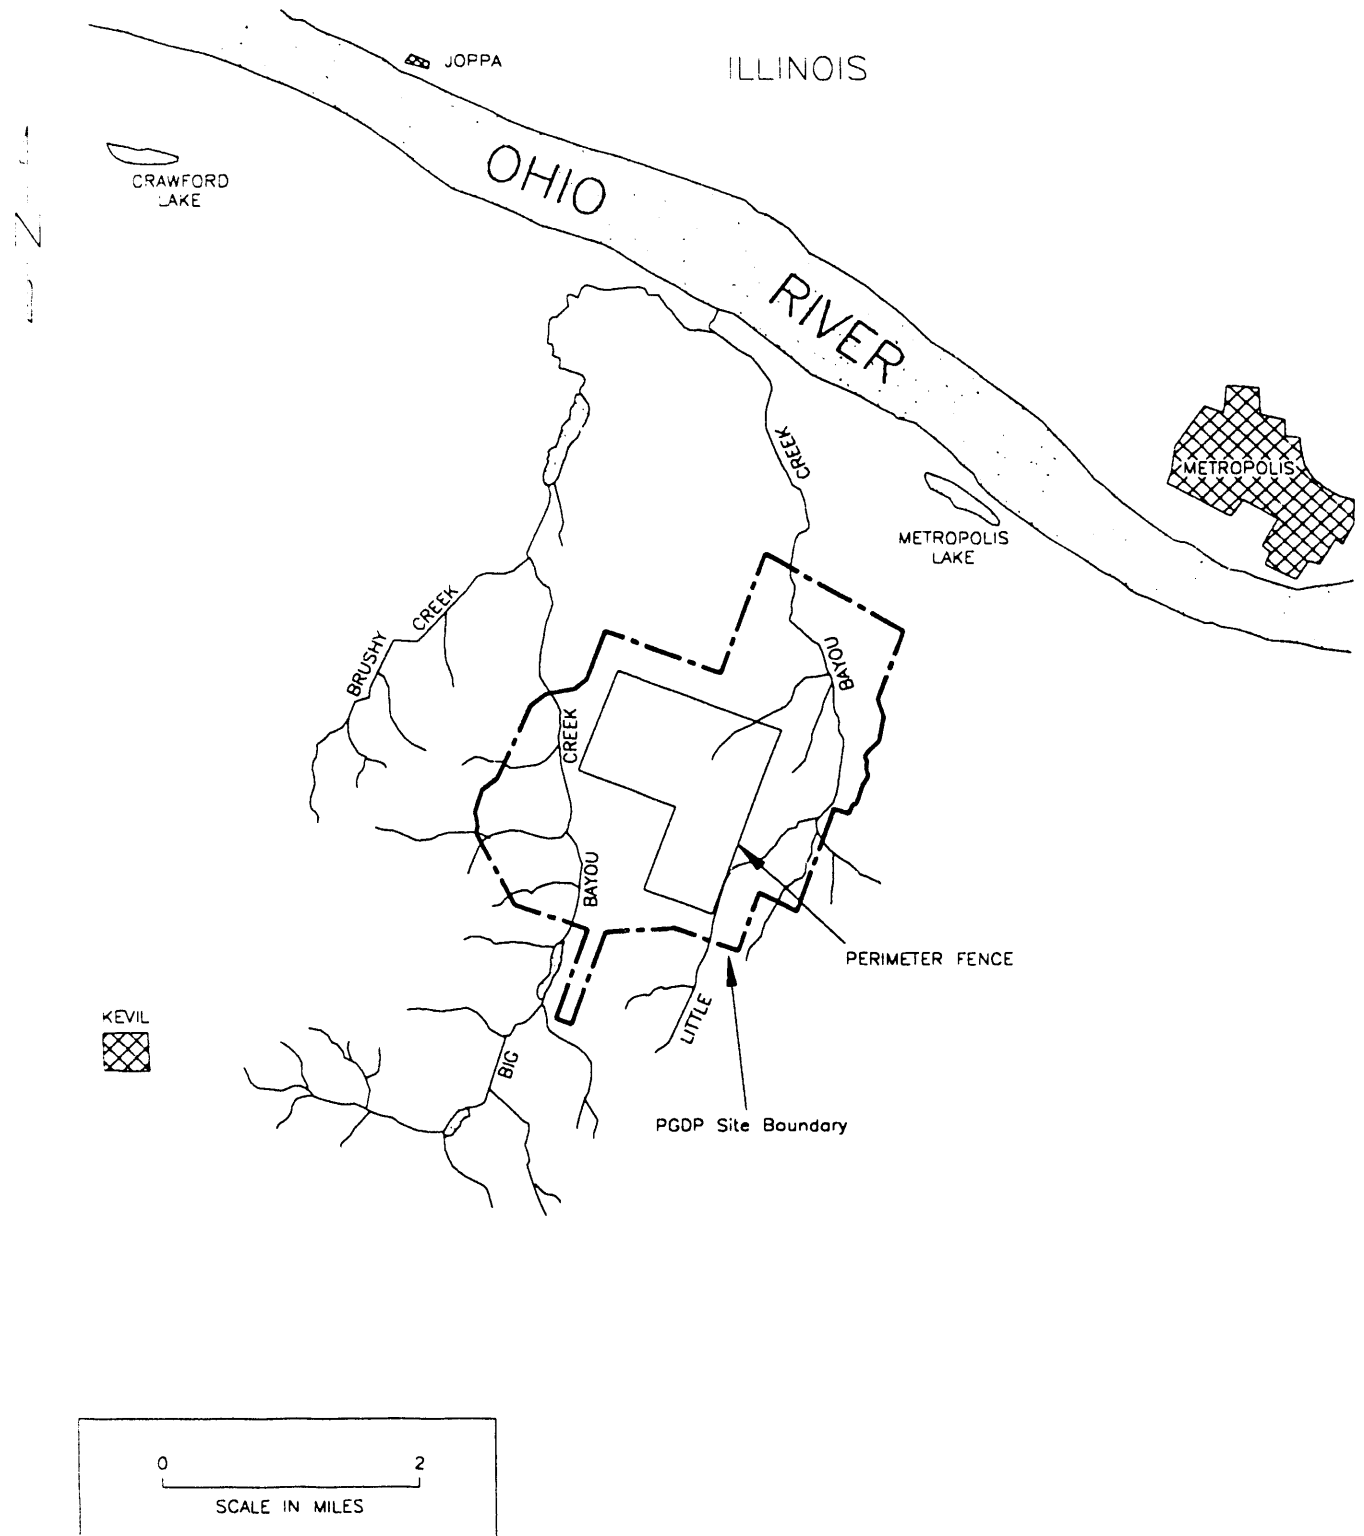 JOPPA
ILLINOIS
CRAWFORD
LAKE
N
OHIO
RIVER
METROPOLIS
METROPOLIS
LAKE
CREEK
BRUSHY CREEK
BAYOU
CREEK
BAYOU
PERIMETER FENCE
LITTLE
KEVIL
BIG
PGDP Site Boundary
0 2
SCALE IN MILES